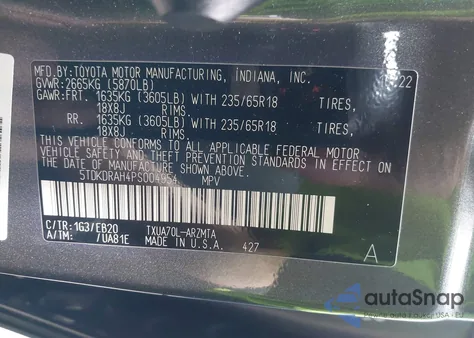 MFD.BY:TOYOTA MOTOR MANUFACTURING, INDIANA, INC. 22
GVWR:2665KG (5870LB)
GAWR:FRT. 1635KG (3605LB) WITH 235/65R18 TIRES,
18X8J RIMS.
RR. 1635KG (3605LB) WITH 235/65R18 TIRES,
18X8J RIMS.
THIS VEHICLE CONFORMS TO ALL APPLICABLE FEDERAL MOTOR
VEHICLE SAFETY AND THEFT PREVENTION STANDARDS IN EFFECT ON
THE DATE OF MANUFACTURE SHOWN ABOVE.
MPV
C/TR:1G3/EB20 TXUA70L-ARZMTA
A/TM: /UA81E MADE IN U.S.A. 427
A
autoSnap